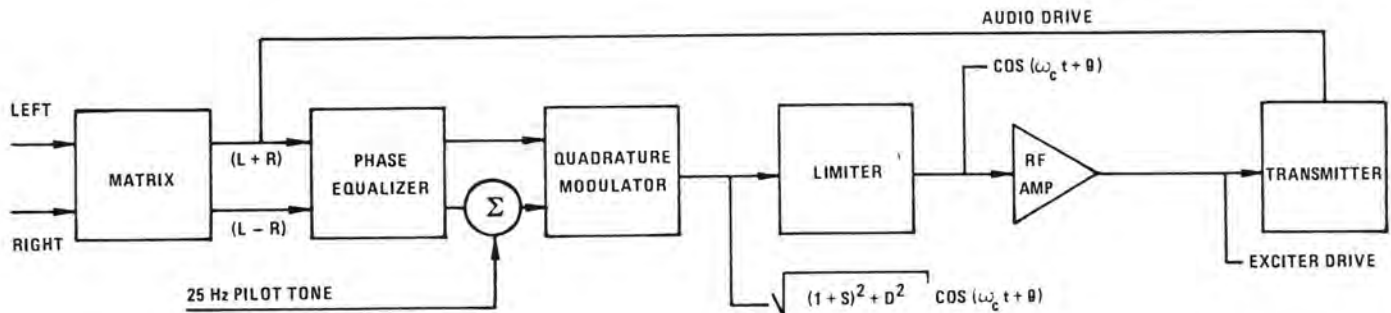 AUDIO DRIVE
COS (ω_c t + θ)
LEFT
MATRIX
(L + R)
(L − R)
RIGHT
PHASE
EQUALIZER
Σ
QUADRATURE
MODULATOR
LIMITER
RF
AMP
TRANSMITTER
EXCITER DRIVE
25 Hz PILOT TONE
√(1 + S)² + D² COS (ω_c t + θ)